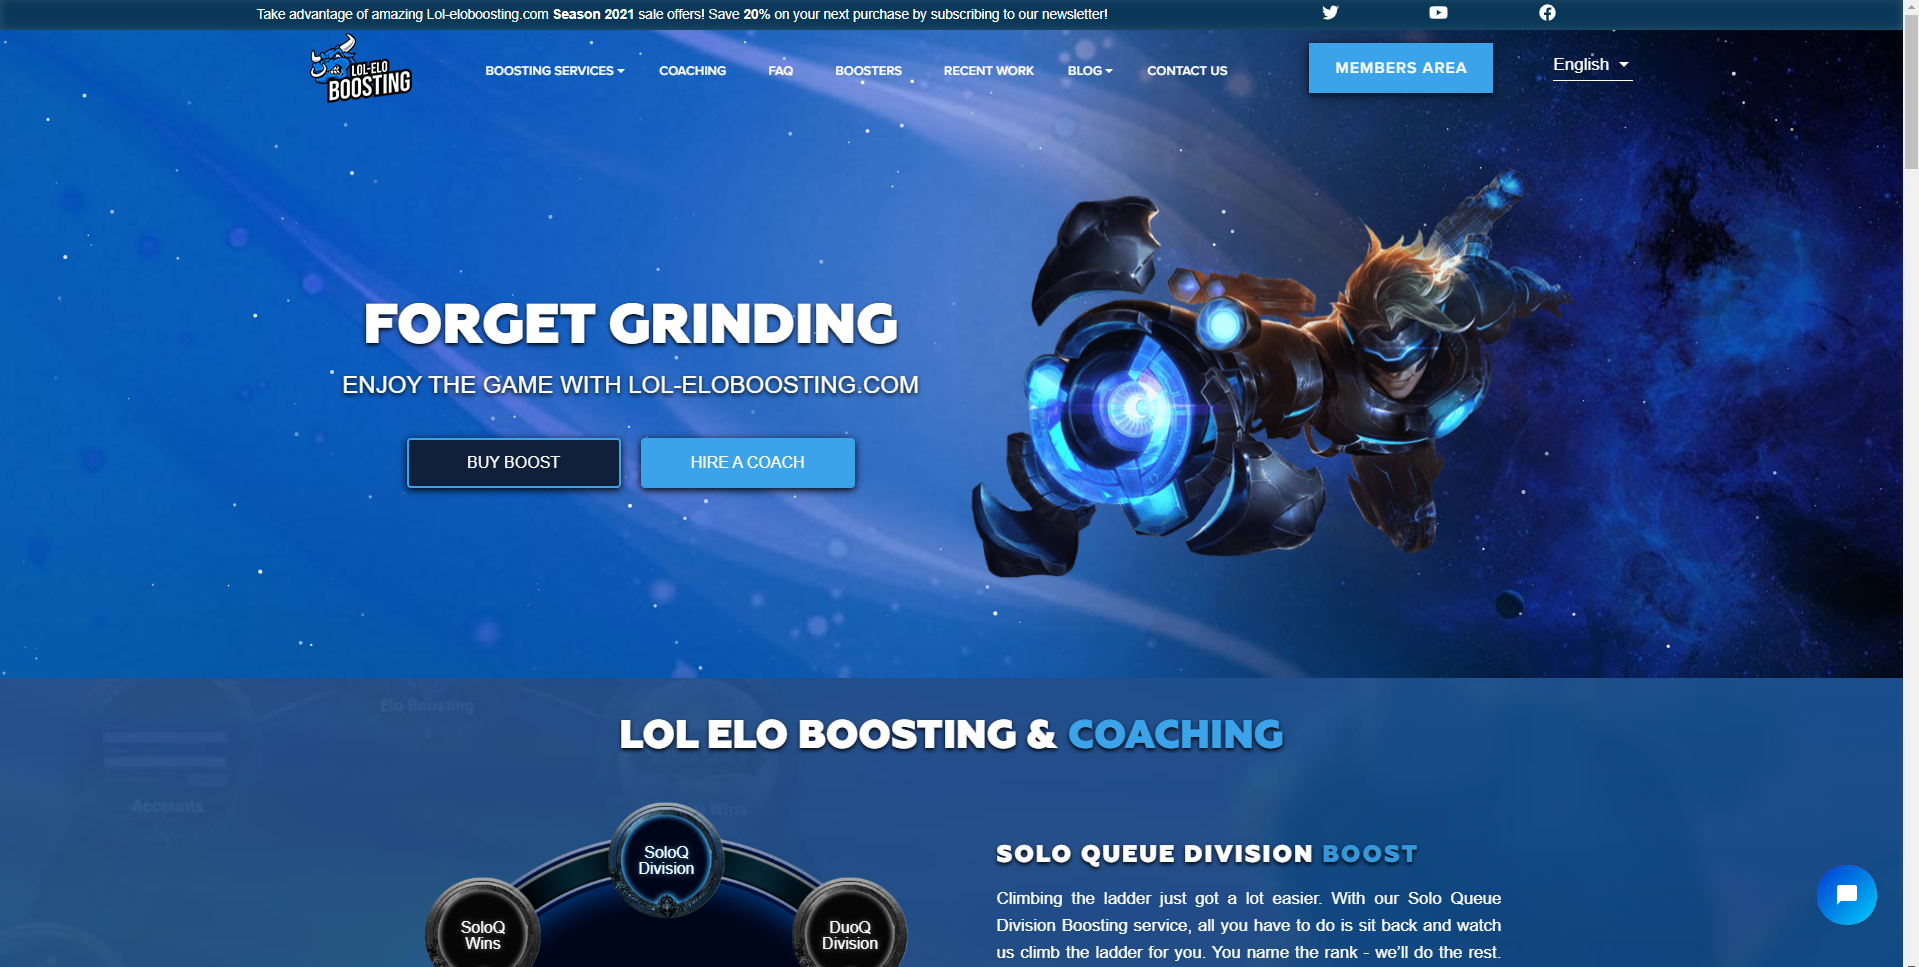 Take advantage of amazing Lol-eloboosting.com Season 2021 sale offers! Save 20% on your next purchase by subscribing to our newsletter!
LOL-ELO
BOOSTING
BOOSTING SERVICES
COACHING
FAQ
BOOSTERS
RECENT WORK
BLOG
CONTACT US
MEMBERS AREA
English
FORGET GRINDING
ENJOY THE GAME WITH LOL-ELOBOOSTING.COM
BUY BOOST
HIRE A COACH
Elo Boosting
LOL ELO BOOSTING & COACHING
Accounts
Wins
SoloQ
Division
SoloQ
Wins
DuoQ
Division
SOLO QUEUE DIVISION BOOST
Climbing the ladder just got a lot easier. With our Solo Queue
Division Boosting service, all you have to do is sit back and watch
us climb the ladder for you. You name the rank - we’ll do the rest.